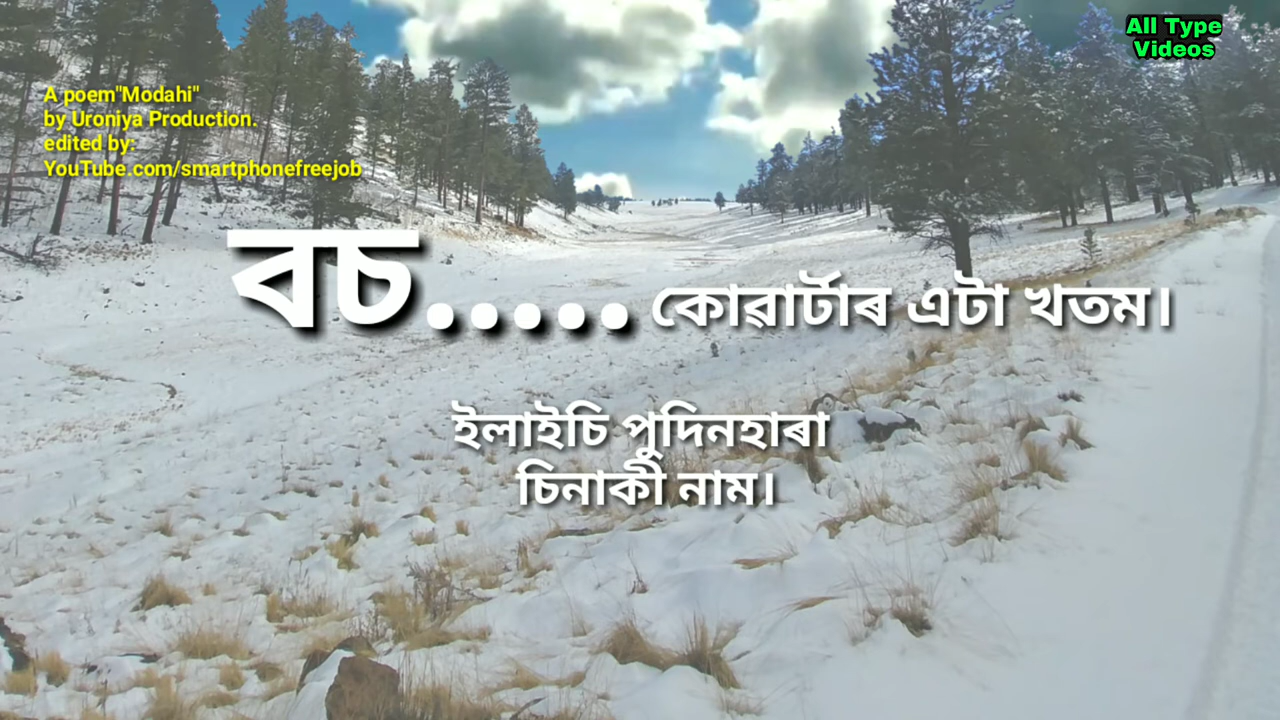 All Type
Videos
A poem"Modahi"
by Uroniya Production.
edited by:
YouTube.com/smartphonefreejob
বচ..... কোৱাৰ্টাৰ এটা খতম।
ইলাইচি পুদিনহাৰা
চিনাকী নাম।